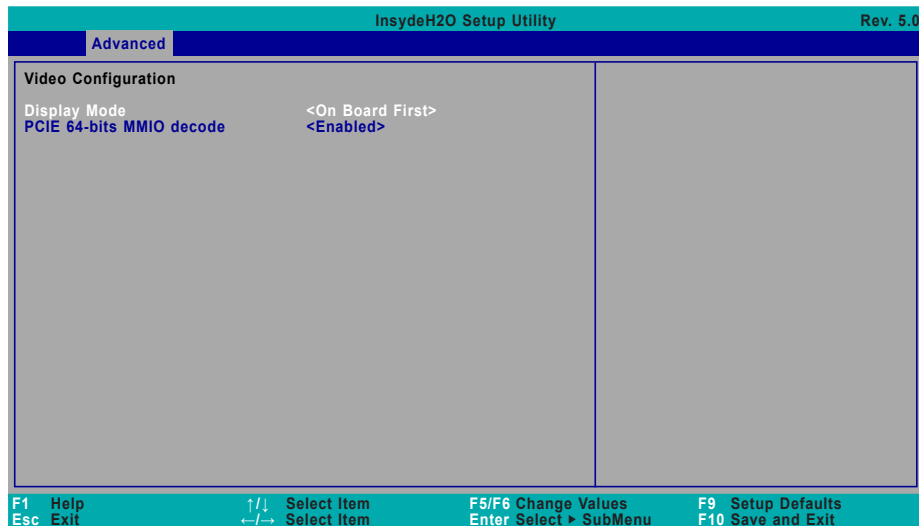 InsydeH2O Setup Utility Rev. 5.0
Advanced
Video Configuration
Display Mode <On Board First>
PCIE 64-bits MMIO decode <Enabled>
F1 Help ↑/↓ Select Item F5/F6 Change Values F9 Setup Defaults
Esc Exit ←/→ Select Item Enter Select ▸ SubMenu F10 Save and Exit